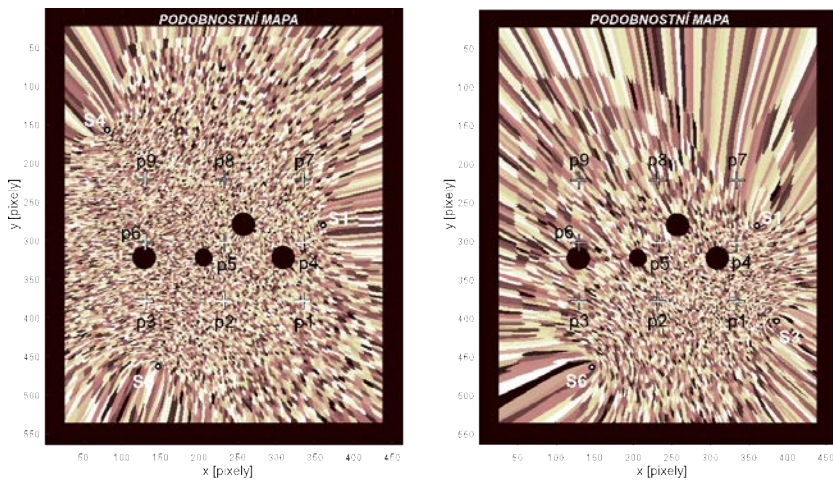 PODOBNOSTNÍ MAPA
50
100
150
200
250
300
350
400
450
500
550
y [pixely]
S4
p9 p8 p7
S1
p6
p5 p4
p3 p2 p1
50 100 150 200 250 300 350 400 450
x [pixely]
PODOBNOSTNÍ MAPA
50
100
150
200
250
300
350
400
450
500
550
y [pixely]
p9 p8 p7
S1
p6
p5 p4
p3 p2 p1
S6
50 100 150 200 250 300 350 400 450
x [pixely]